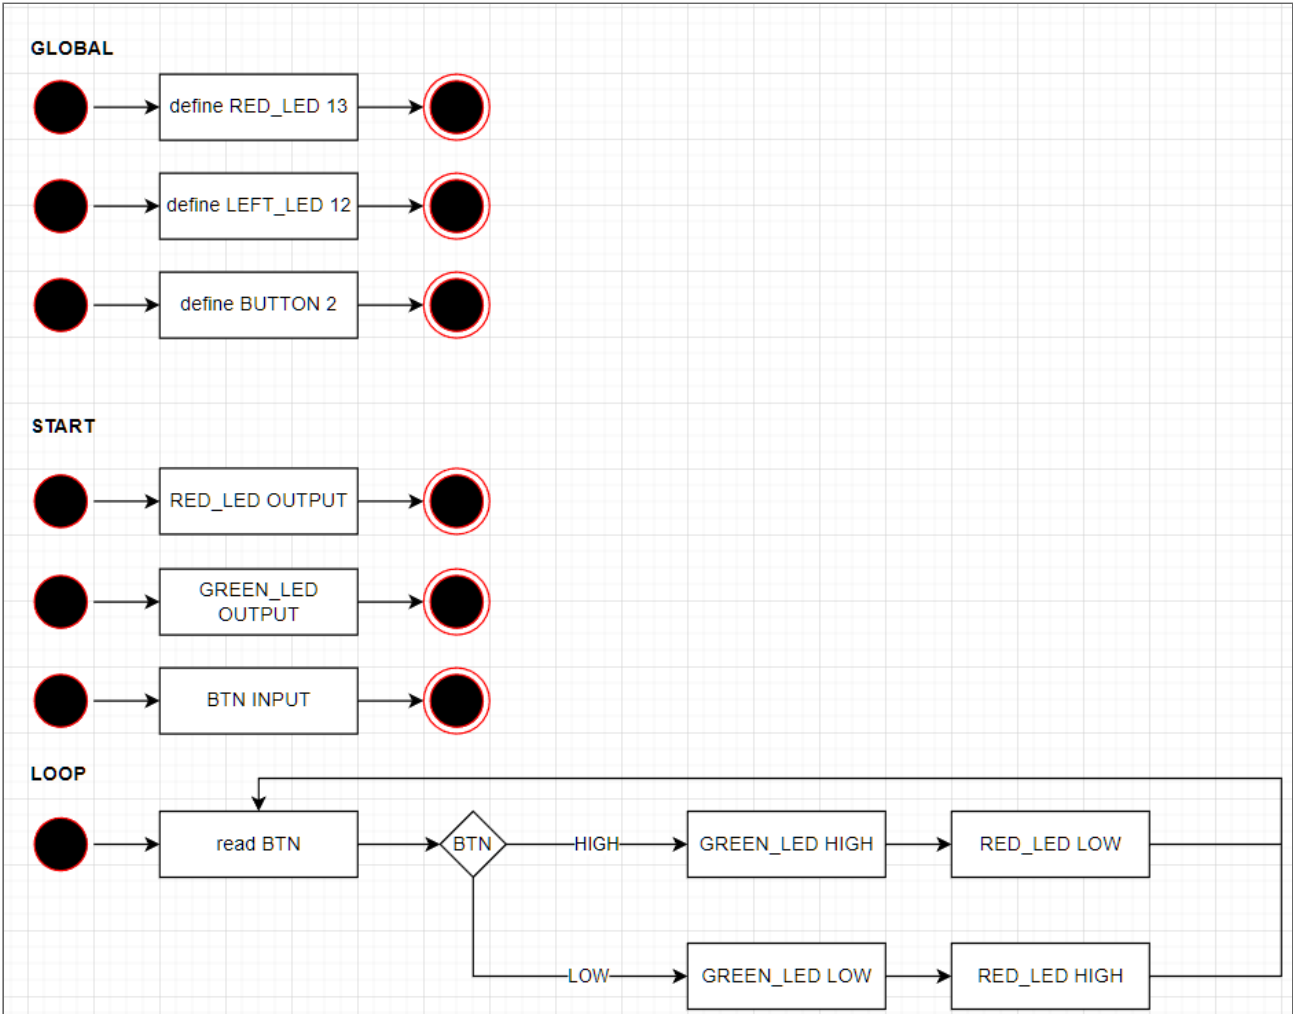 GLOBAL
define RED_LED 13
define LEFT_LED 12
define BUTTON 2
START
RED_LED OUTPUT
GREEN_LED
OUTPUT
BTN INPUT
LOOP
read BTN
BTN
HIGH
GREEN_LED HIGH
RED_LED LOW
LOW
GREEN_LED LOW
RED_LED HIGH